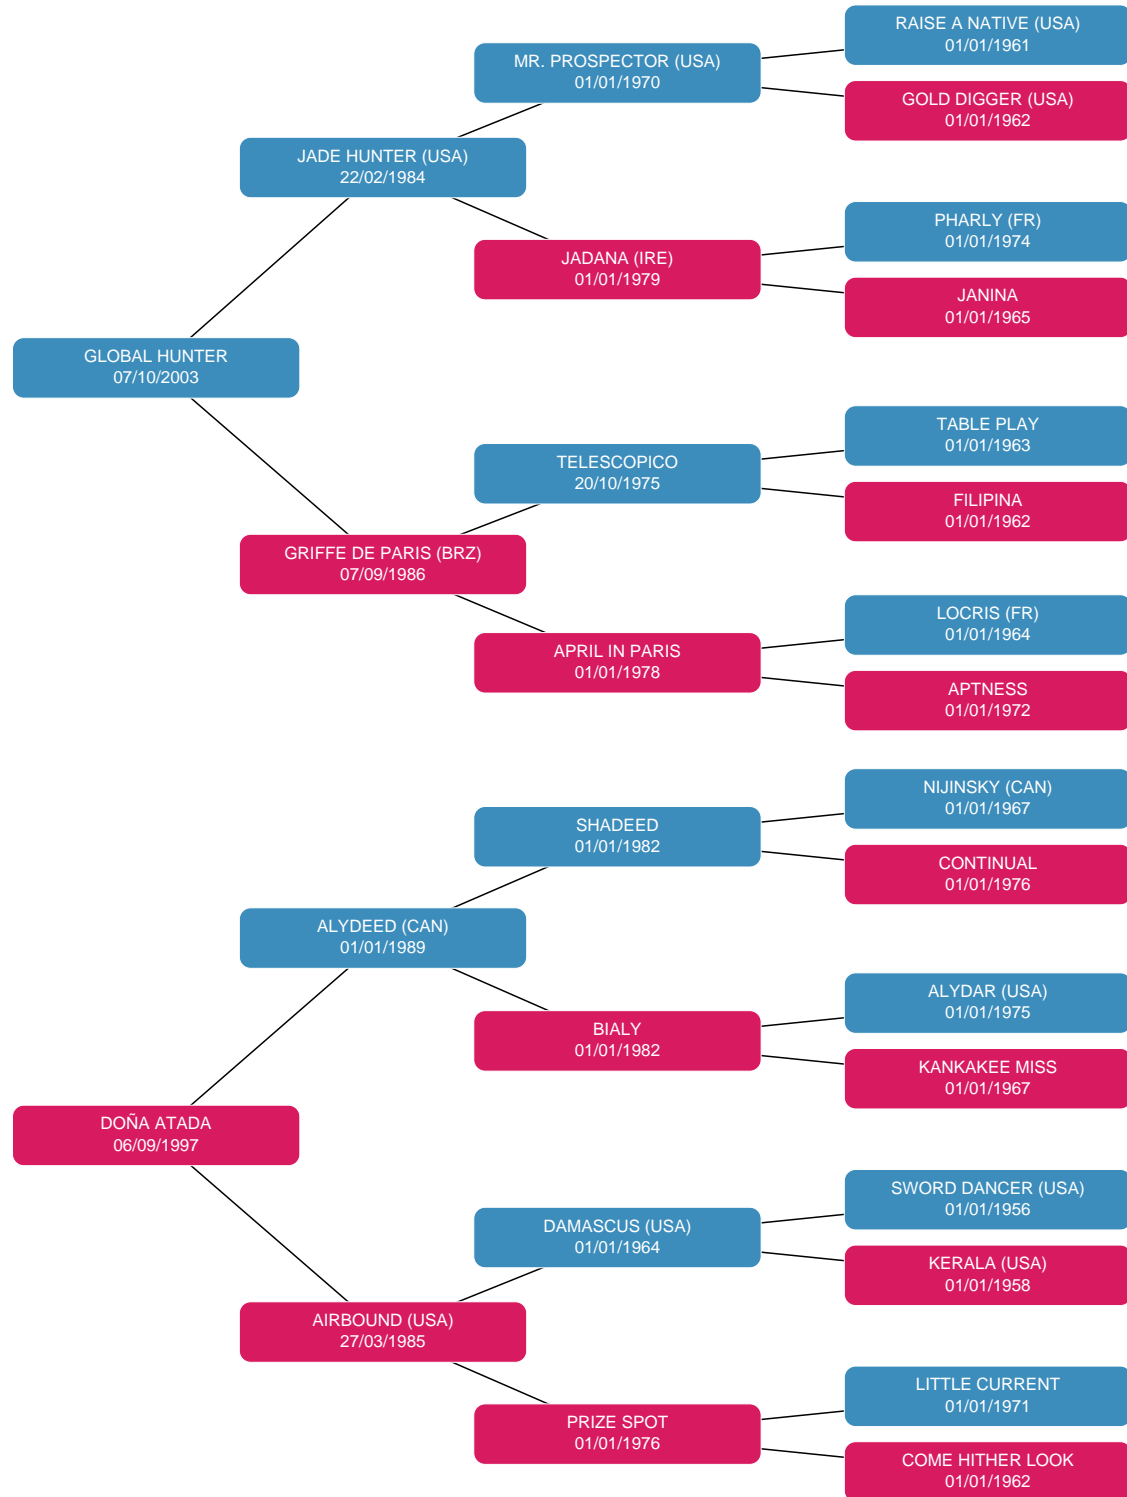 RAISE A NATIVE (USA)
01/01/1961
MR. PROSPECTOR (USA)
01/01/1970
GOLD DIGGER (USA)
01/01/1962
JADE HUNTER (USA)
22/02/1984
PHARLY (FR)
01/01/1974
JADANA (IRE)
01/01/1979
JANINA
01/01/1965
GLOBAL HUNTER
07/10/2003
TABLE PLAY
01/01/1963
TELESCOPICO
20/10/1975
FILIPINA
01/01/1962
GRIFFE DE PARIS (BRZ)
07/09/1986
LOCRIS (FR)
01/01/1964
APRIL IN PARIS
01/01/1978
APTNESS
01/01/1972
NIJINSKY (CAN)
01/01/1967
SHADEED
01/01/1982
CONTINUAL
01/01/1976
ALYDEED (CAN)
01/01/1989
ALYDAR (USA)
01/01/1975
BIALY
01/01/1982
KANKAKEE MISS
01/01/1967
DOÑA ATADA
06/09/1997
SWORD DANCER (USA)
01/01/1956
DAMASCUS (USA)
01/01/1964
KERALA (USA)
01/01/1958
AIRBOUND (USA)
27/03/1985
LITTLE CURRENT
01/01/1971
PRIZE SPOT
01/01/1976
COME HITHER LOOK
01/01/1962